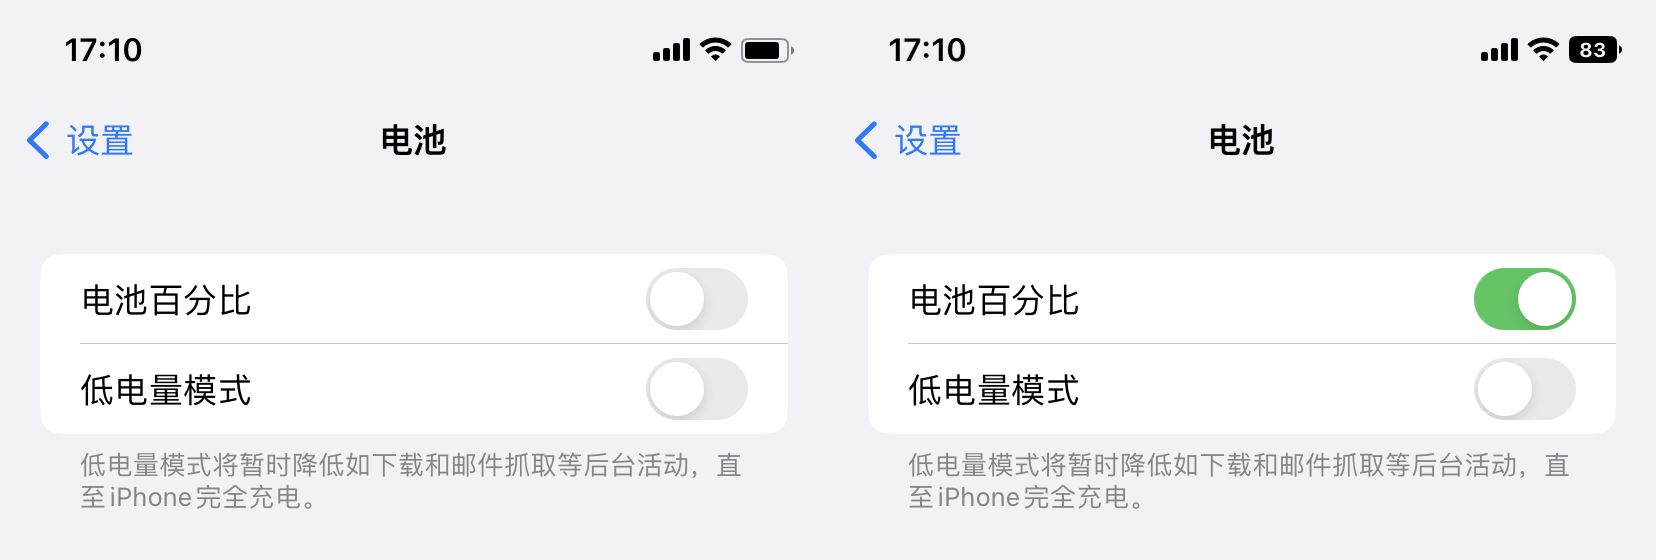 17:10
设置
电池
电池百分比
低电量模式
低电量模式将暂时降低如下载和邮件抓取等后台活动，直
至iPhone完全充电。
17:10
83
设置
电池
电池百分比
低电量模式
低电量模式将暂时降低如下载和邮件抓取等后台活动，直
至iPhone完全充电。